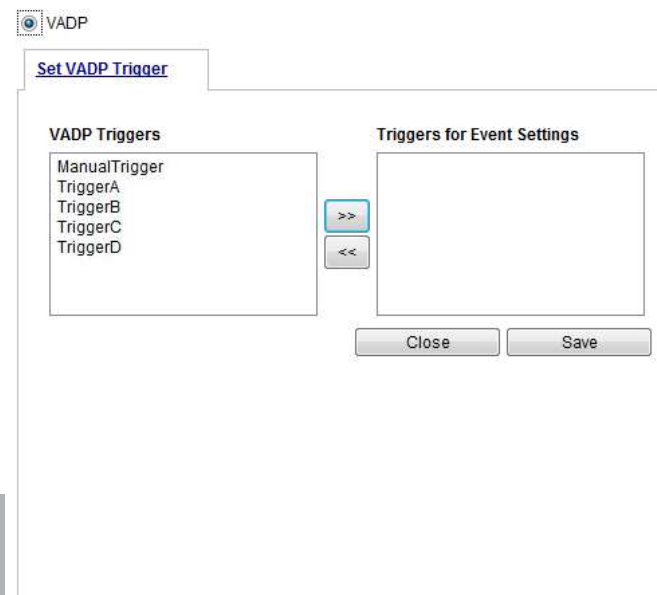 VADP
Set VADP Trigger
VADP Triggers
Triggers for Event Settings
ManualTrigger
TriggerA
TriggerB
TriggerC
TriggerD
>>
<<
Close
Save